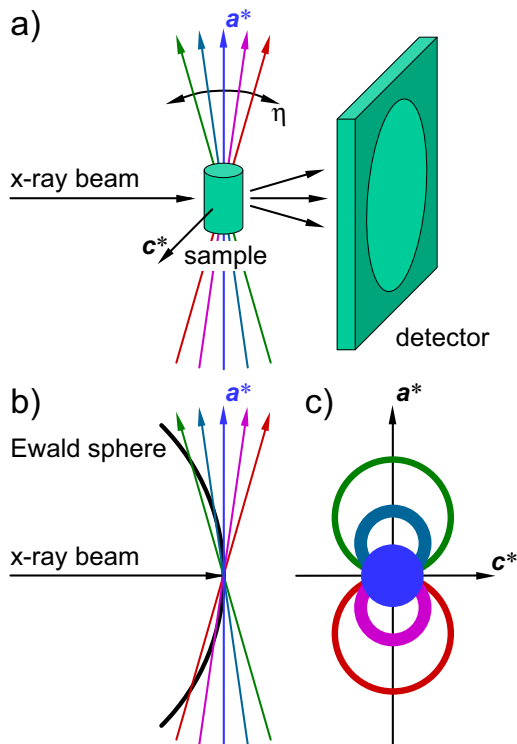 a)
a*
η
x-ray beam
c*
sample
detector
b)
a*
Ewald sphere
x-ray beam
c)
a*
c*